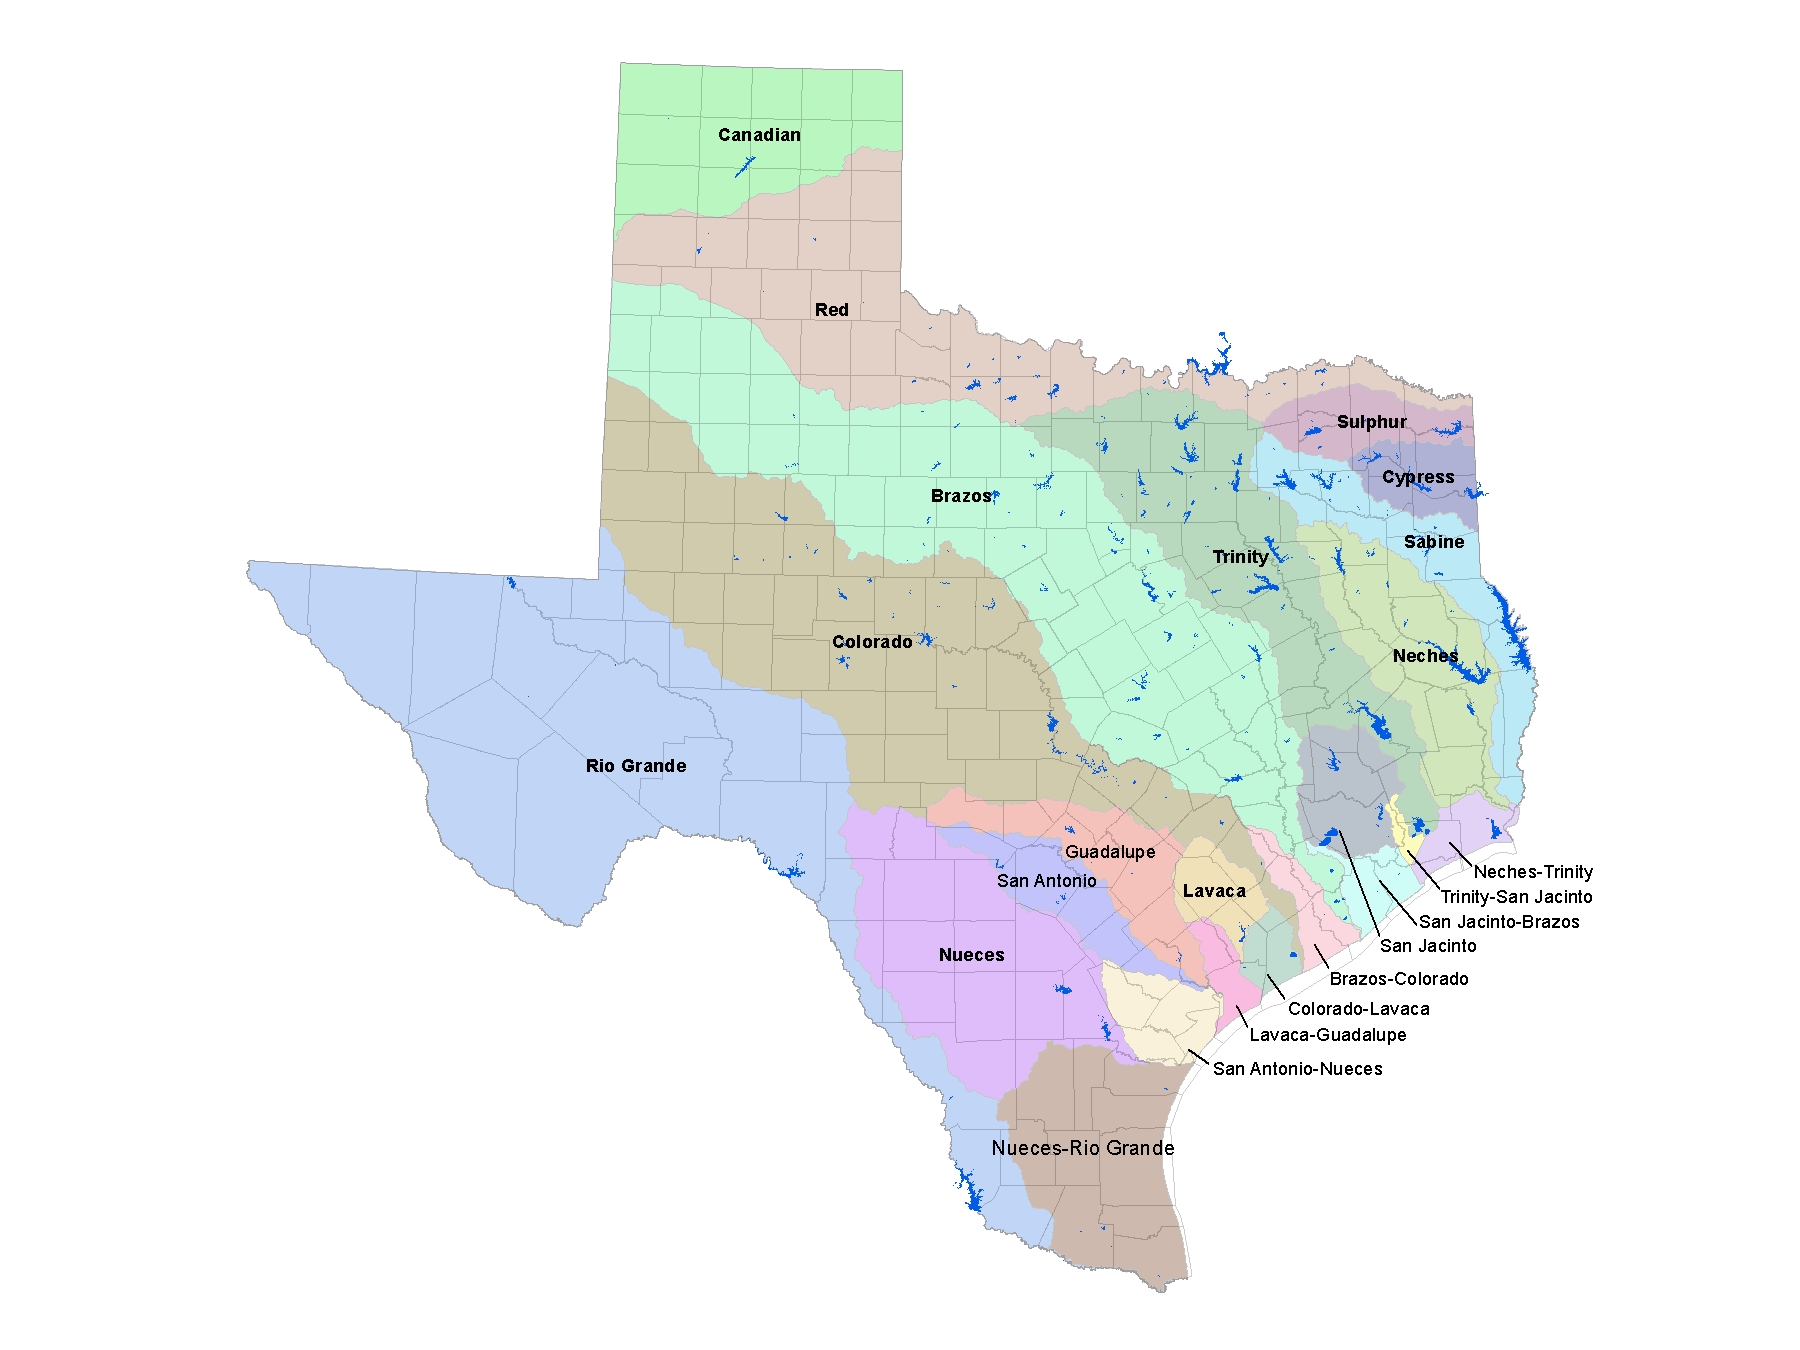 Canadian
Red
Sulphur
Cypress
Brazos
Sabine
Trinity
Colorado
Neches
Rio Grande
Guadalupe
San Antonio
Lavaca
Neches-Trinity
Trinity-San Jacinto
San Jacinto-Brazos
San Jacinto
Nueces
Brazos-Colorado
Colorado-Lavaca
Lavaca-Guadalupe
San Antonio-Nueces
Nueces-Rio Grande